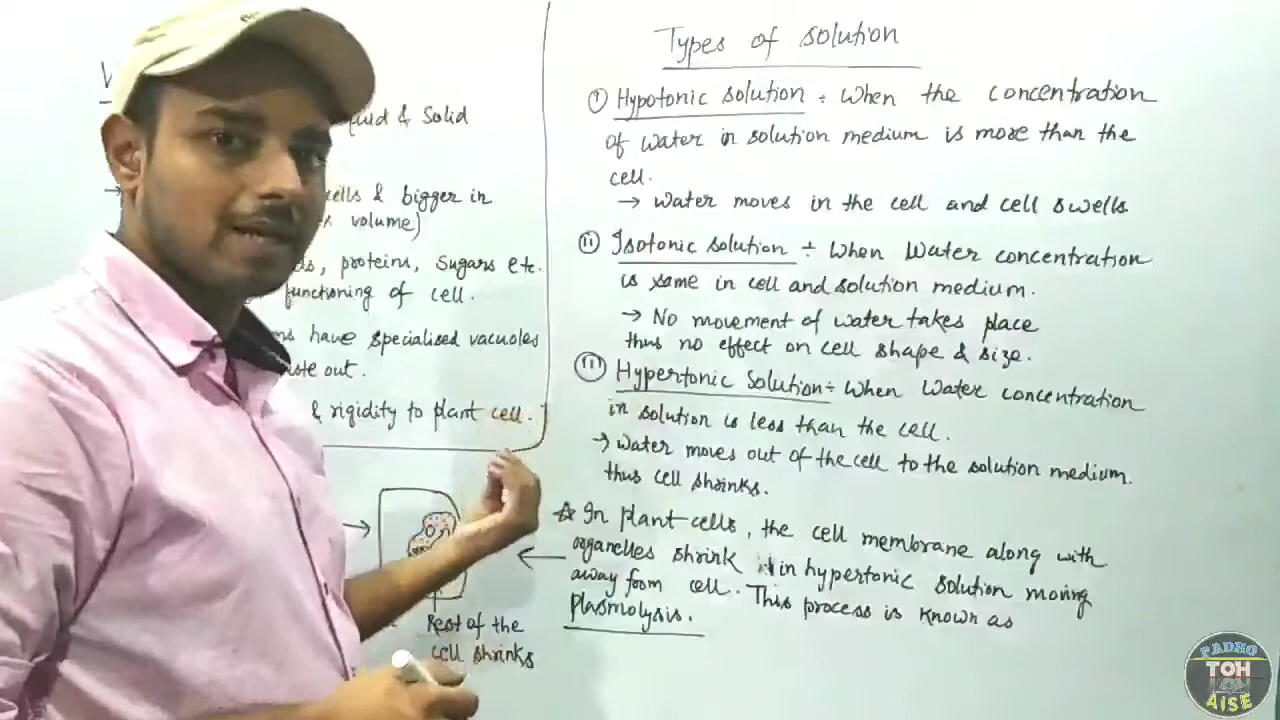 Types of solution
① Hypotonic solution ÷ When the concentration
of water in solution medium is more than the
cell.
→ Water moves in the cell and cell swells
② Isotonic solution ÷ When Water concentration
is same in cell and solution medium.
→ No movement of water takes place
thus no effect on cell shape & size.
③ Hypertonic Solution ÷ When Water concentration
in solution is less than the cell.
→ Water moves out of the cell to the solution medium.
thus cell shrinks.
☆ In plant cells, the cell membrane along with
organelles shrink in hypertonic solution moving
away from cell. This process is known as
plasmolysis.
& Solid
cells & bigger in
volume)
, proteins, sugars etc.
functioning of cell.
have specialised vacuoles
out.
& rigidity to plant cell.
Rest of the
cell shrinks
PADHO
TOH
AISE